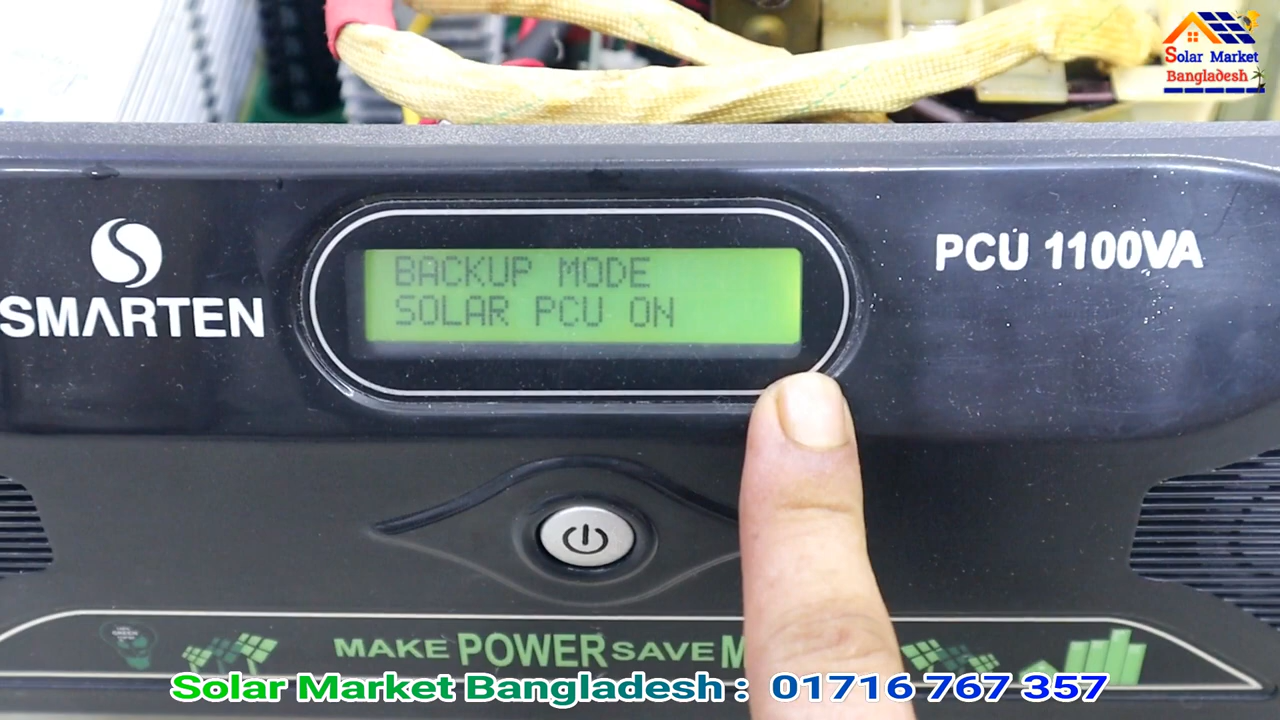 Solar Market
Bangladesh
SMARTEN
BACKUP MODE
SOLAR PCU ON
PCU 1100VA
MAKE POWER SAVE
Solar Market Bangladesh : 01716 767 357